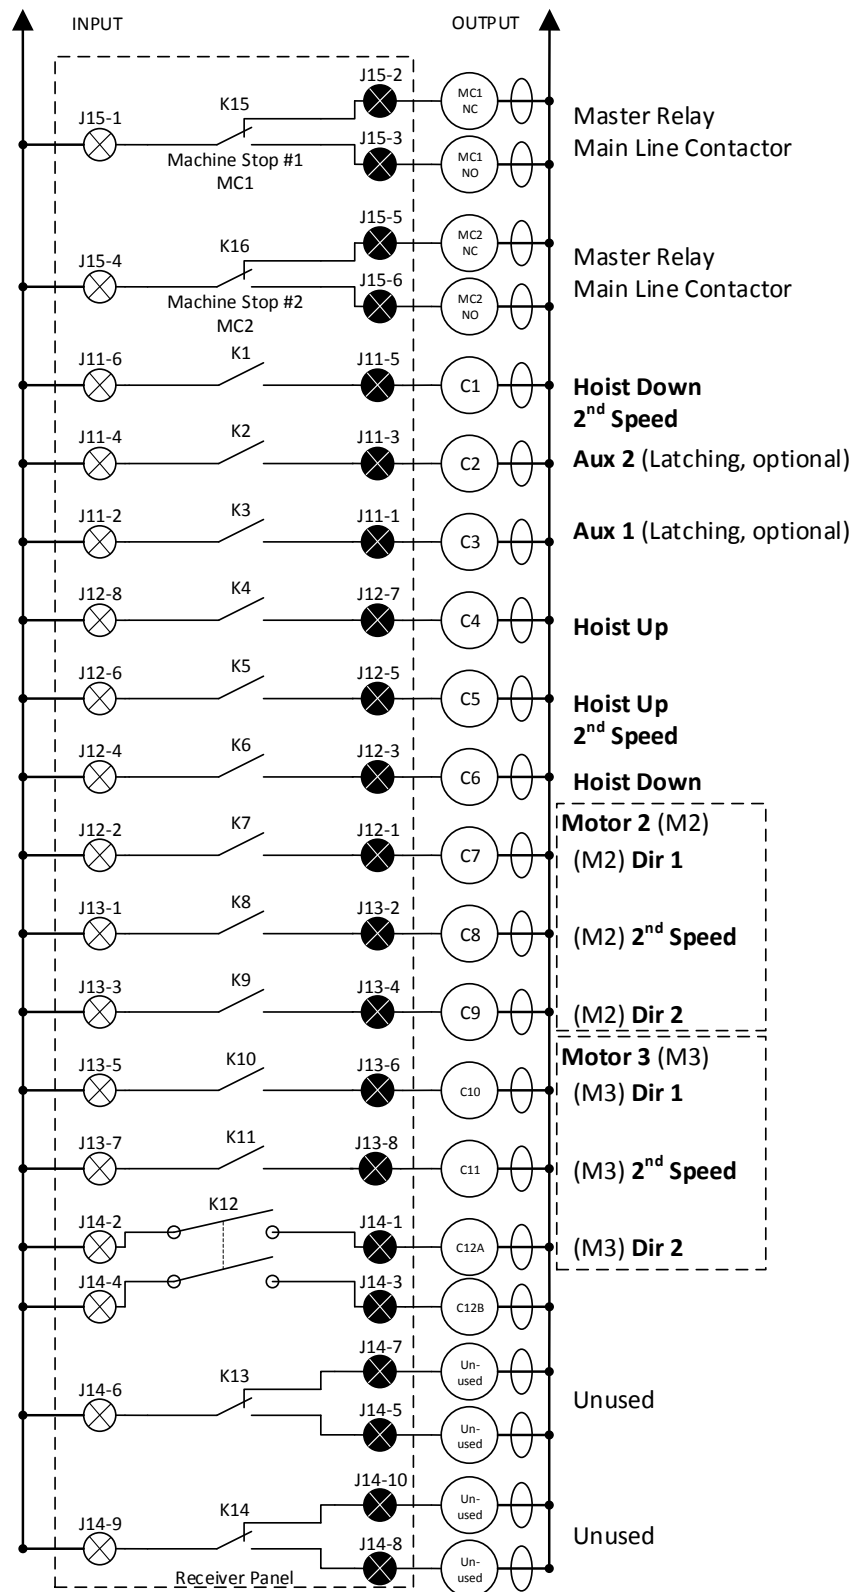 INPUT
OUTPUT
J15-2
MC1
NC
J15-1
K15
J15-3
MC1
NO
Machine Stop #1
MC1
Master Relay
Main Line Contactor
J15-5
MC2
NC
J15-4
K16
J15-6
MC2
NO
Machine Stop #2
MC2
Master Relay
Main Line Contactor
J11-6
K1
J11-5
C1
Hoist Down
2nd Speed
J11-4
K2
J11-3
C2
Aux 2 (Latching, optional)
J11-2
K3
J11-1
C3
Aux 1 (Latching, optional)
J12-8
K4
J12-7
C4
Hoist Up
J12-6
K5
J12-5
C5
Hoist Up
2nd Speed
J12-4
K6
J12-3
C6
Hoist Down
Motor 2 (M2)
J12-2
K7
J12-1
C7
(M2) Dir 1
J13-1
K8
J13-2
C8
(M2) 2nd Speed
J13-3
K9
J13-4
C9
(M2) Dir 2
Motor 3 (M3)
J13-5
K10
J13-6
C10
(M3) Dir 1
J13-7
K11
J13-8
C11
(M3) 2nd Speed
J14-2
K12
J14-1
C12A
(M3) Dir 2
J14-4
J14-3
C12B
J14-7
Un-
used
J14-6
K13
J14-5
Un-
used
Unused
J14-10
Un-
used
J14-9
K14
J14-8
Un-
used
Unused
Receiver Panel